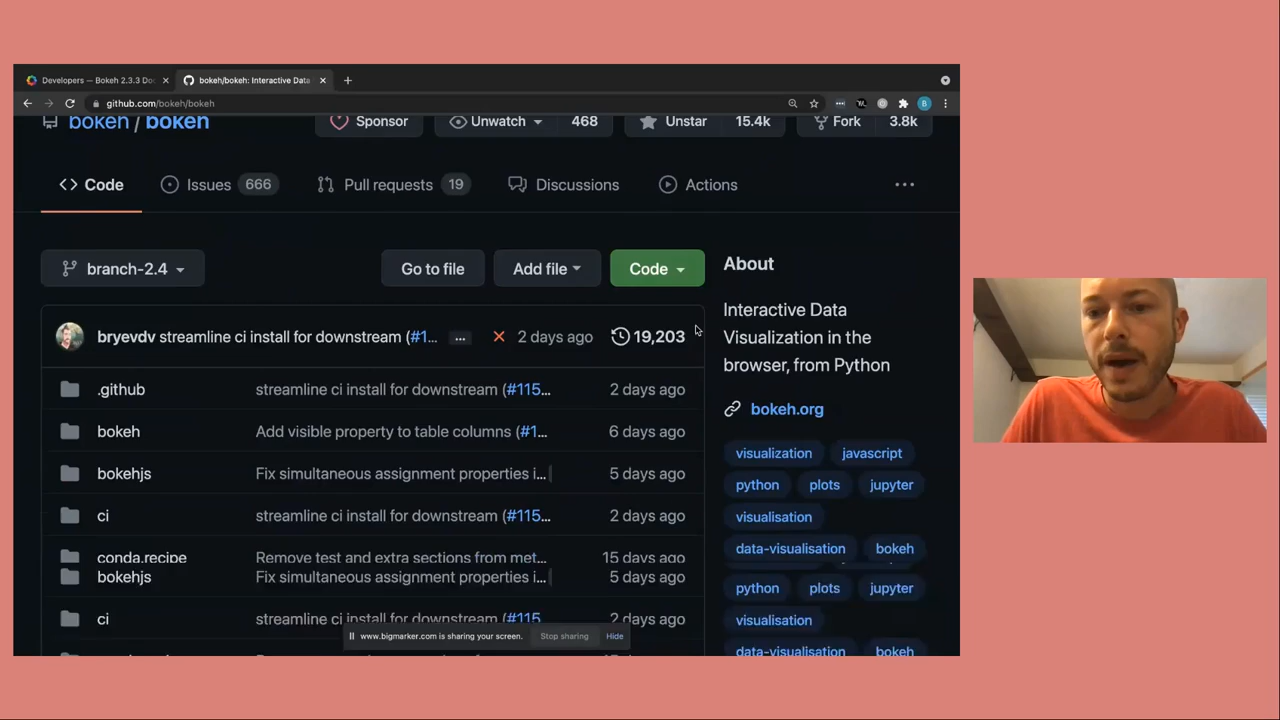 Developers — Bokeh 2.3.3 Doc
bokeh/bokeh: Interactive Data
github.com/bokeh/bokeh
B
bokeh / bokeh
Sponsor
Unwatch 468
Unstar 15.4k
Fork 3.8k
Code
Issues 666
Pull requests 19
Discussions
Actions
branch-2.4
Go to file
Add file
Code
bryevdv streamline ci install for downstream (#1...
2 days ago
19,203
.github streamline ci install for downstream (#115... 2 days ago
bokeh Add visible property to table columns (#1... 6 days ago
bokehjs Fix simultaneous assignment properties i... 5 days ago
ci streamline ci install for downstream (#115... 2 days ago
conda.recipe Remove test and extra sections from met... 15 days ago
bokehjs Fix simultaneous assignment properties i... 5 days ago
ci streamline ci install for downstream (#115 2 days ago
About
Interactive Data
Visualization in the
browser, from Python
bokeh.org
visualization javascript
python plots jupyter
visualisation
data-visualisation bokeh
python plots jupyter
visualisation
data-visualisation bokeh
www.bigmarker.com is sharing your screen.
Stop sharing
Hide